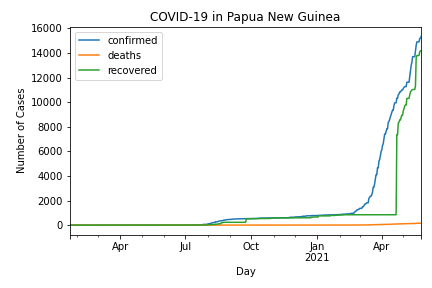 COVID-19 in Papua New Guinea
confirmed
deaths
recovered
Number of Cases
16000
14000
12000
10000
8000
6000
4000
2000
0
Apr
Jul
Oct
Jan
2021
Apr
Day